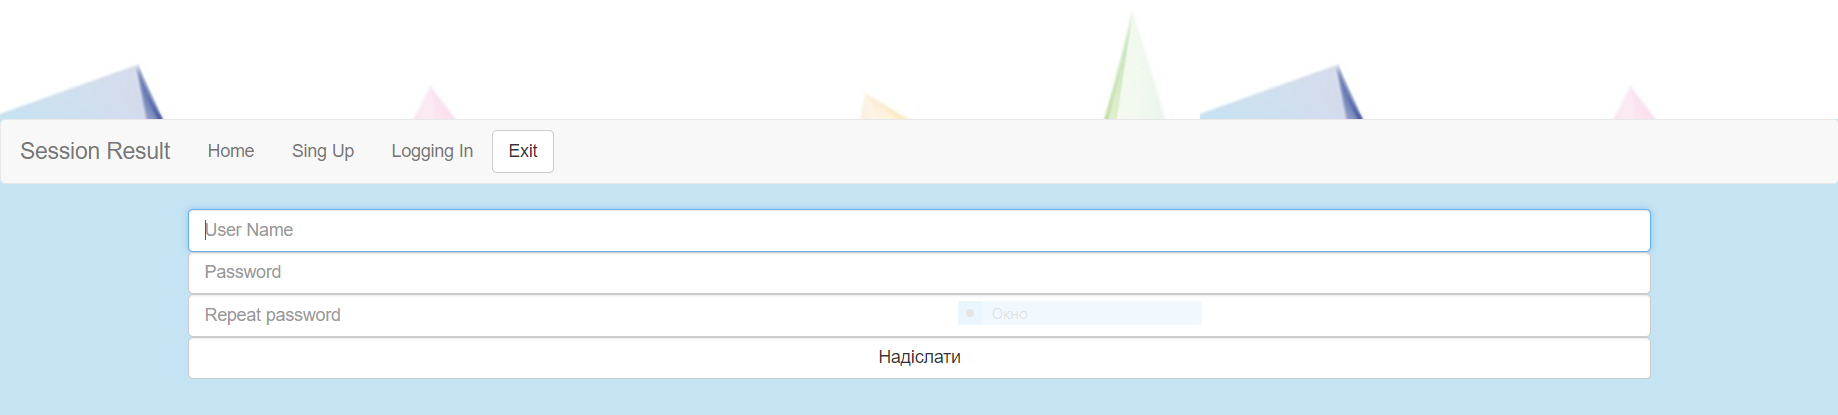 Session Result Home Sing Up Logging In Exit
User Name
Password
Repeat password
Окно
Надіслати